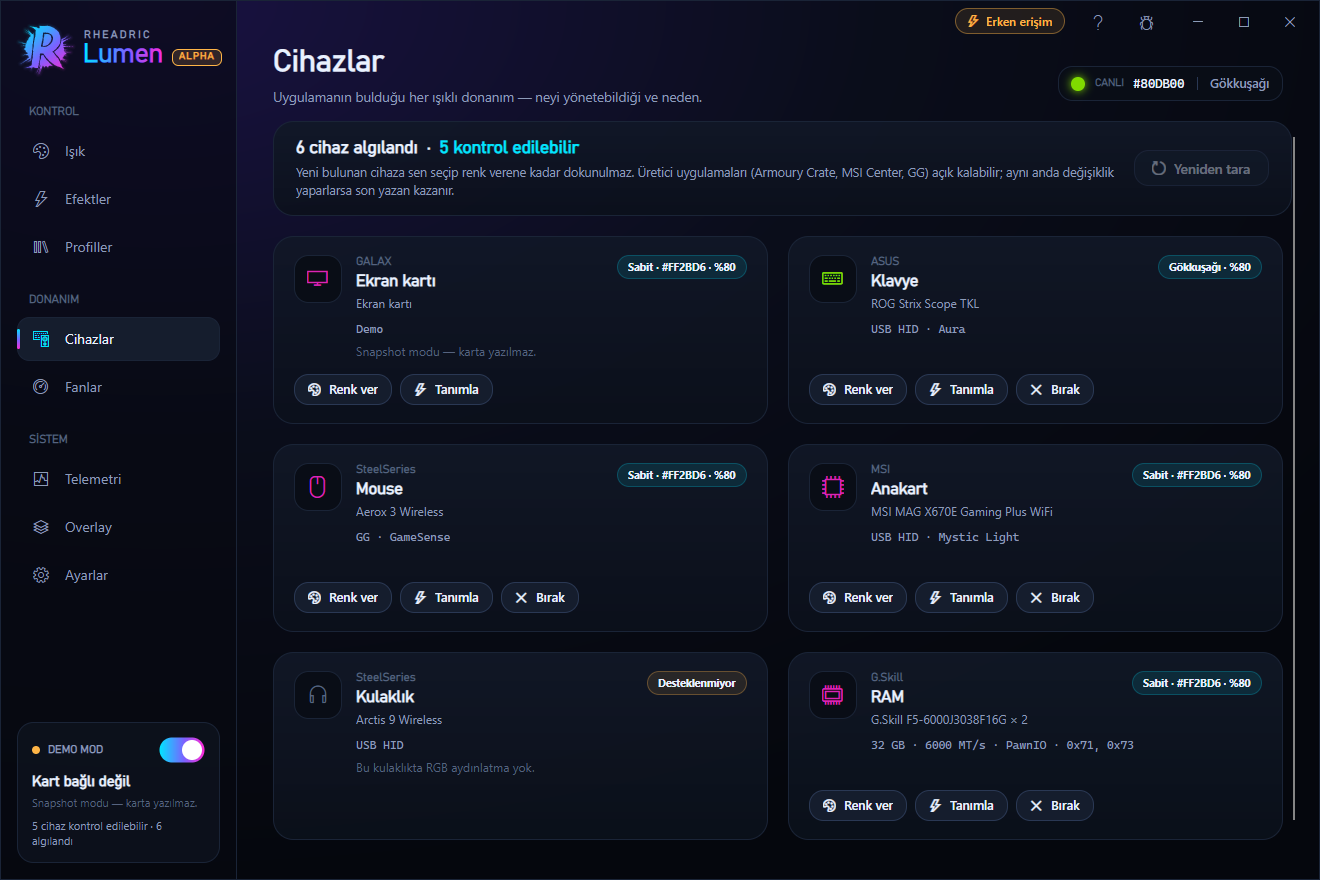 RHEADRIC
Lumen ALPHA
Erken erişim
KONTROL
Işık
Efektler
Profiller
DONANIM
Cihazlar
Fanlar
SİSTEM
Telemetri
Overlay
Ayarlar
DEMO MOD
Kart bağlı değil
Snapshot modu — karta yazılmaz.
5 cihaz kontrol edilebilir · 6
algılandı
Cihazlar
Uygulamanın bulduğu her ışıklı donanım — neyi yönetebildiği ve neden.
CANLI #80DB00 Gökkuşağı
6 cihaz algılandı · 5 kontrol edilebilir
Yeni bulunan cihaza sen seçip renk verene kadar dokunulmaz. Üretici uygulamaları (Armoury Crate, MSI Center, GG) açık kalabilir; aynı anda değişiklik
yaparlarsa son yazan kazanır.
Yeniden tara
GALAX
Ekran kartı
Sabit · #FF2BD6 · %80
Ekran kartı
Demo
Snapshot modu — karta yazılmaz.
Renk ver Tanımla
ASUS
Klavye
Gökkuşağı · %80
ROG Strix Scope TKL
USB HID · Aura
Renk ver Tanımla Bırak
SteelSeries
Mouse
Sabit · #FF2BD6 · %80
Aerox 3 Wireless
GG · GameSense
Renk ver Tanımla Bırak
MSI
Anakart
Sabit · #FF2BD6 · %80
MSI MAG X670E Gaming Plus WiFi
USB HID · Mystic Light
Renk ver Tanımla Bırak
SteelSeries
Kulaklık
Desteklenmiyor
Arctis 9 Wireless
USB HID
Bu kulaklıkta RGB aydınlatma yok.
G.Skill
RAM
Sabit · #FF2BD6 · %80
G.Skill F5-6000J3038F16G × 2
32 GB · 6000 MT/s · PawnIO · 0x71, 0x73
Renk ver Tanımla Bırak